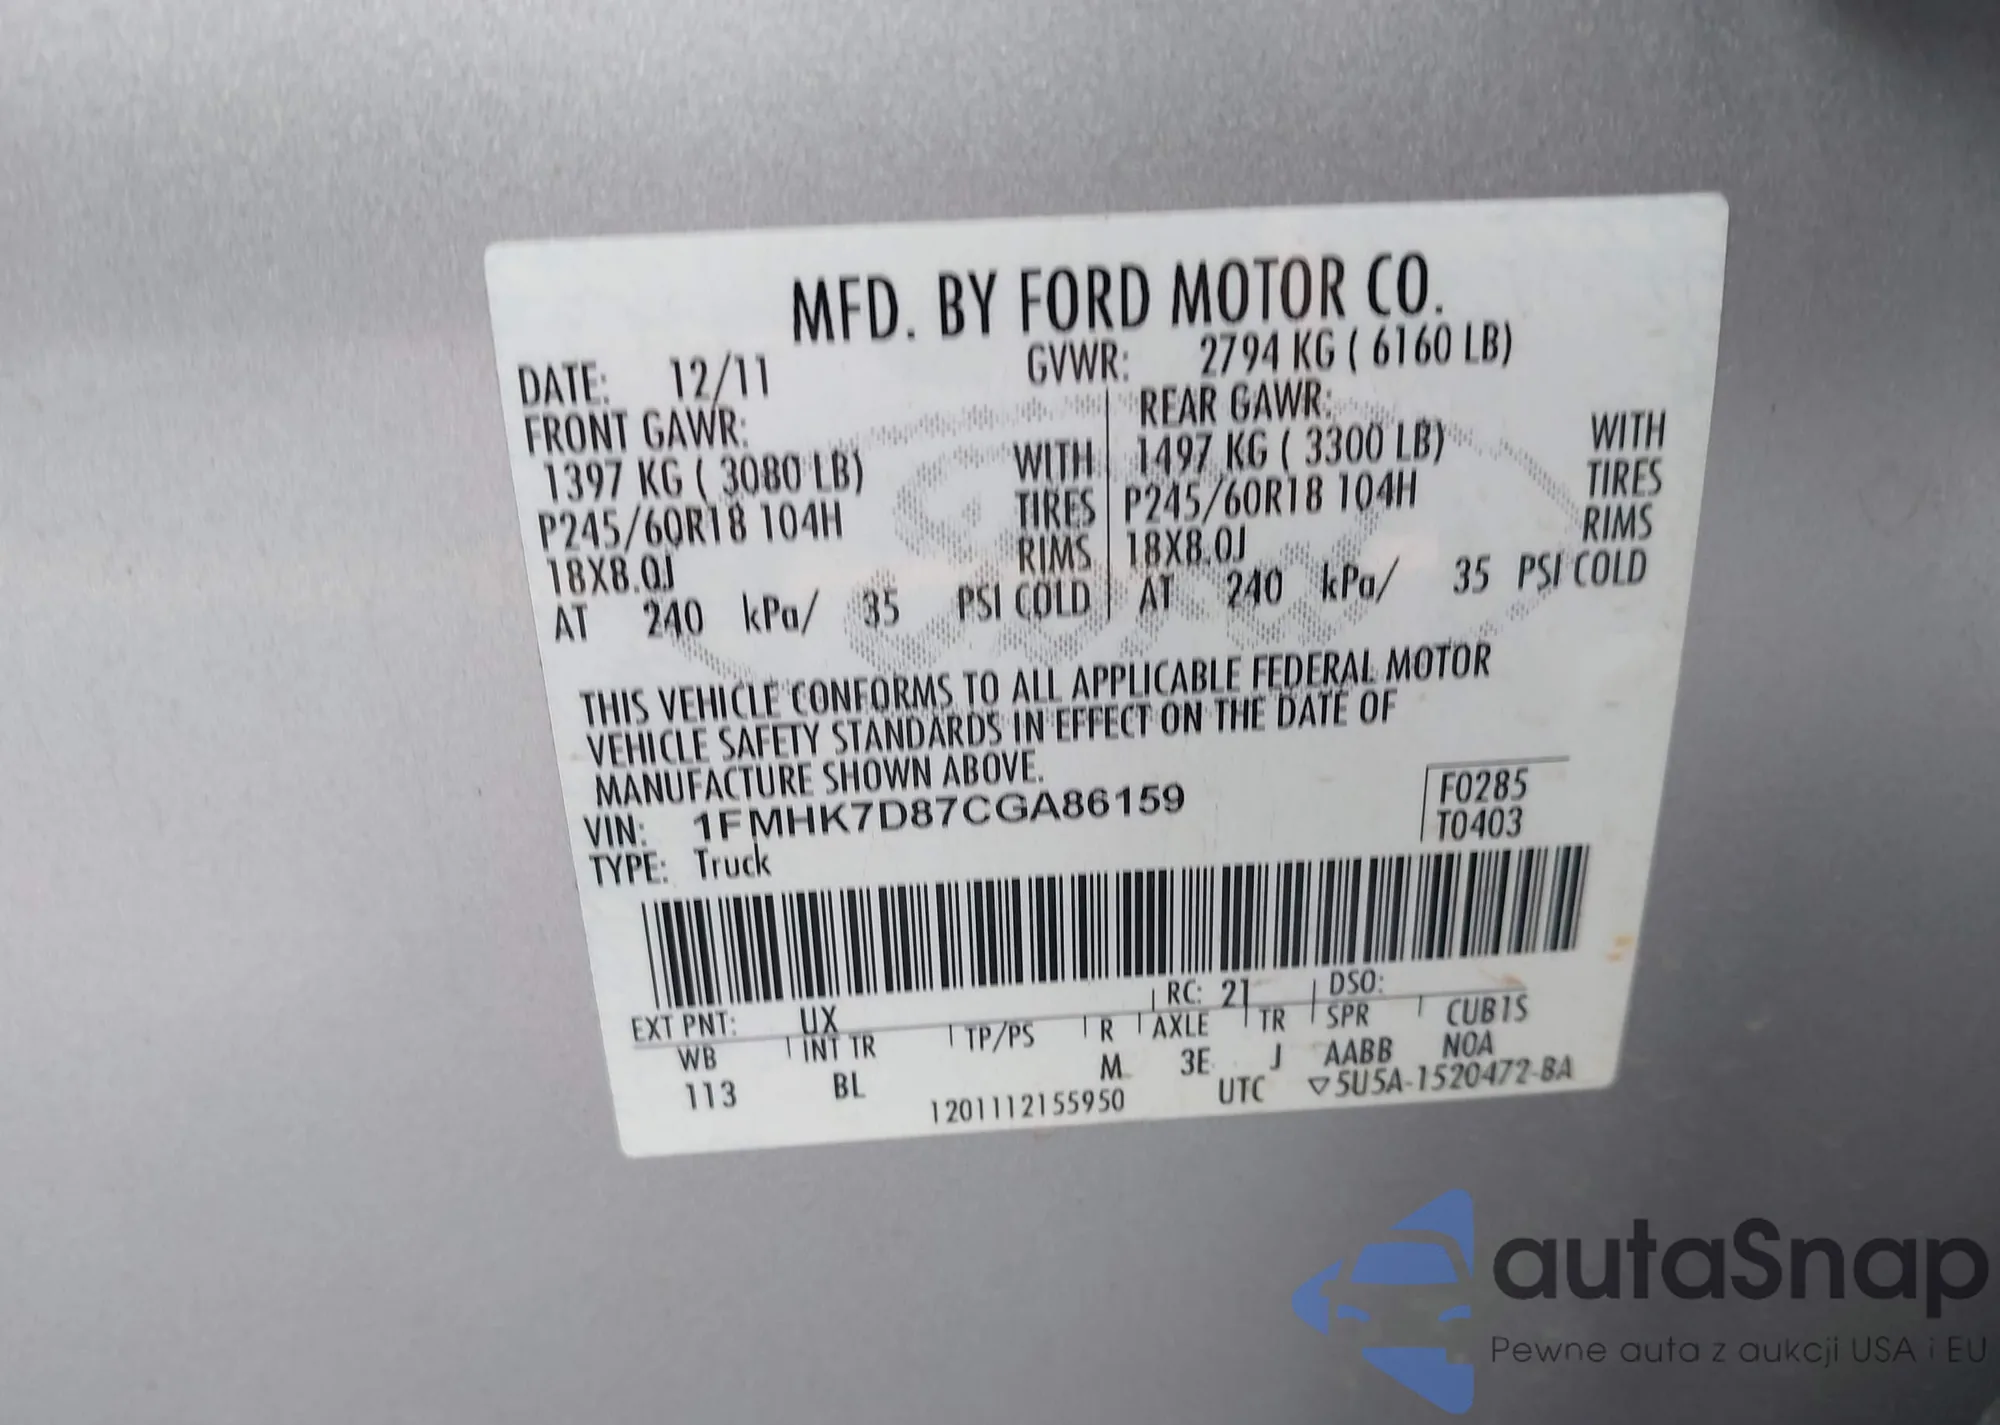 MFD. BY FORD MOTOR CO.
DATE: 12/11 GVWR: 2794 KG ( 6160 LB)
FRONT GAWR: REAR GAWR:
1397 KG ( 3080 LB) WITH 1497 KG ( 3300 LB) WITH
P245/60R18 104H TIRES P245/60R18 104H TIRES
18X8.0J RIMS 18X8.0J RIMS
AT 240 kPa/ 35 PSI COLD AT 240 kPa/ 35 PSI COLD
THIS VEHICLE CONFORMS TO ALL APPLICABLE FEDERAL MOTOR
VEHICLE SAFETY STANDARDS IN EFFECT ON THE DATE OF
MANUFACTURE SHOWN ABOVE.
VIN: 1FMHK7D87CGA86159 F0285
TYPE: Truck T0403
EXT PNT: UX RC: 21 DSO:
WB INT TR TP/PS R AXLE TR SPR CUB1S
113 BL M 3E J AABB NOA
1201112155950 UTC ▽5U5A-1520472-BA
autaSnap
Pewne auta z aukcji USA i EU